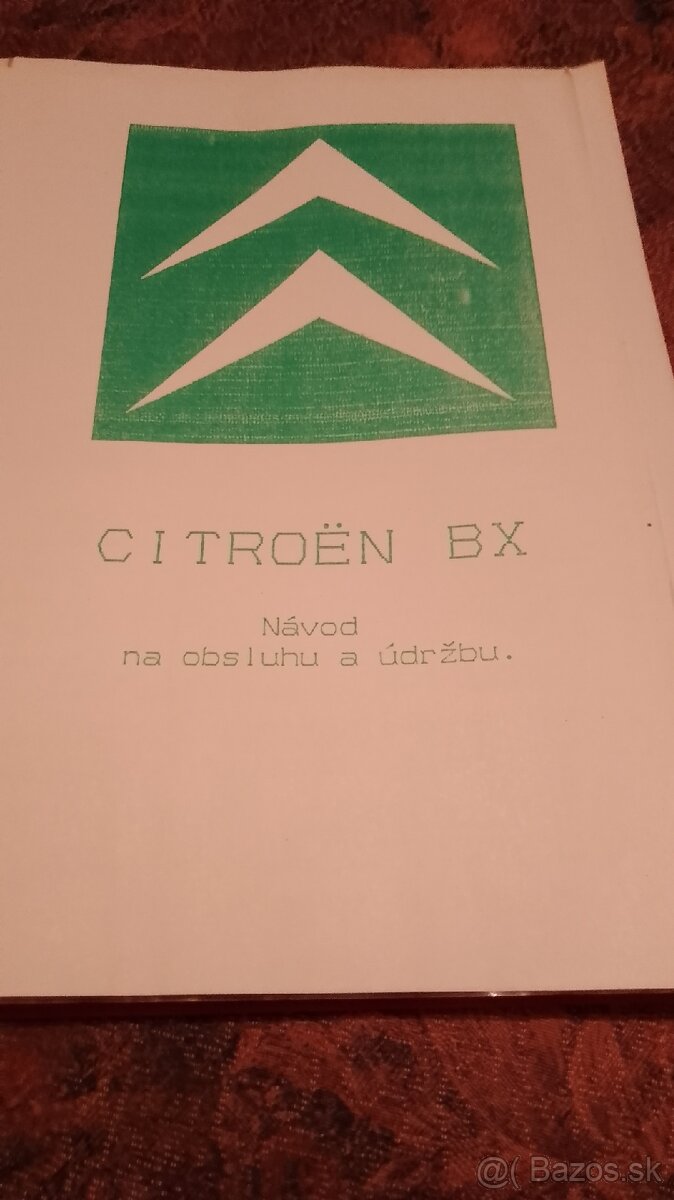 CITROËN BX
Návod
na obsluhu a údržbu.
@( Bazos.sk